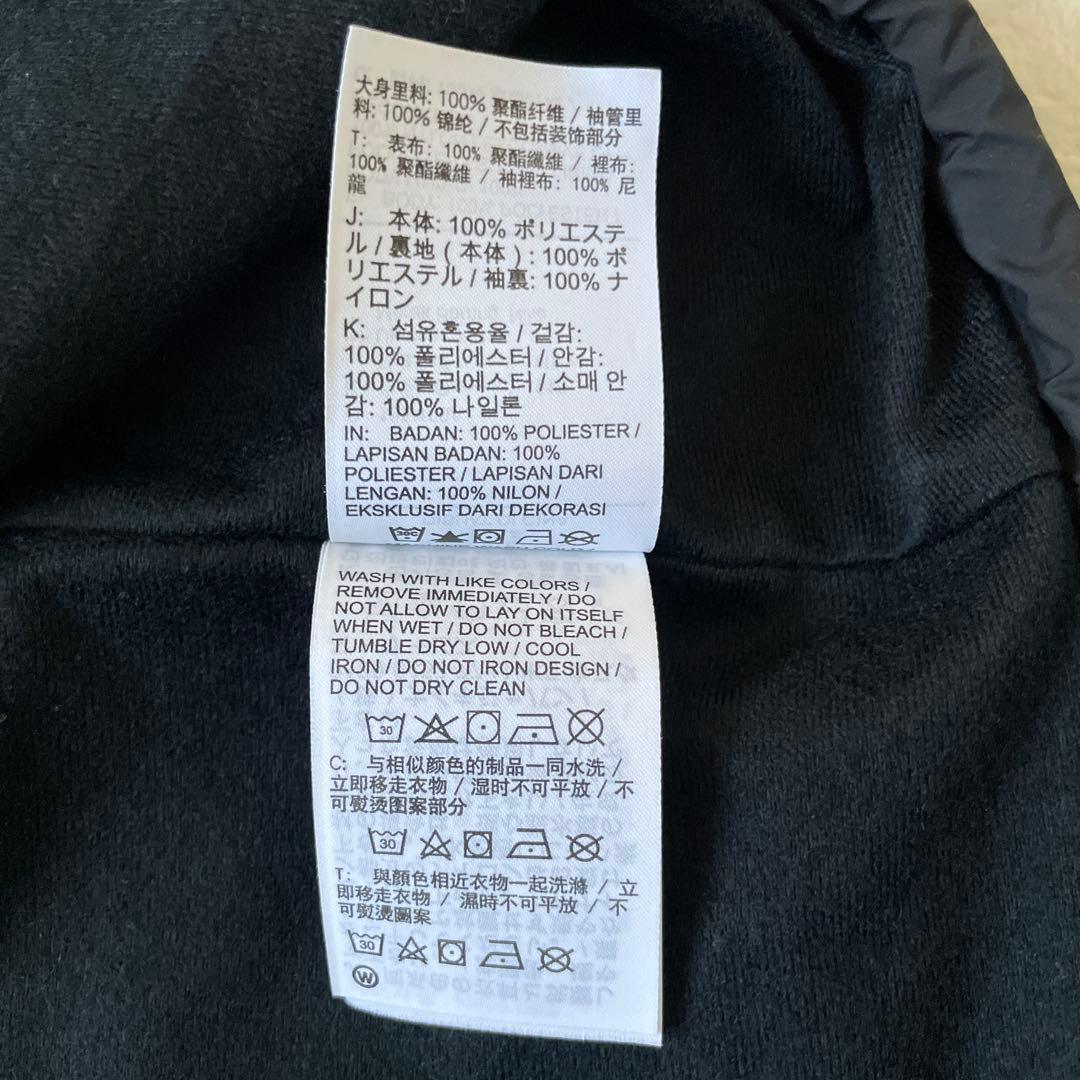 大身里料: 100% 聚酯纤维 / 袖管里
料: 100% 锦纶 / 不包括装饰部分
T: 表布: 100% 聚酯纖維 / 裡布:
100% 聚酯纖維 / 袖裡布: 100% 尼
龍
J: 本体: 100% ポリエステ
ル / 裏地 ( 本体 ) : 100% ポ
リエステル / 袖裏: 100% ナ
イロン
K: 섬유혼용율 / 겉감:
100% 폴리에스터 / 안감:
100% 폴리에스터 / 소매 안
감: 100% 나일론
IN: BADAN: 100% POLIESTER /
LAPISAN BADAN: 100%
POLIESTER / LAPISAN DARI
LENGAN: 100% NILON /
EKSKLUSIF DARI DEKORASI
30C
WASH WITH LIKE COLORS /
REMOVE IMMEDIATELY / DO
NOT ALLOW TO LAY ON ITSELF
WHEN WET / DO NOT BLEACH /
TUMBLE DRY LOW / COOL
IRON / DO NOT IRON DESIGN /
DO NOT DRY CLEAN
30
C: 与相似颜色的制品一同水洗 /
立即移走衣物 / 湿时不可平放 / 不
可熨烫图案部分
30
T: 與顏色相近衣物一起洗滌 / 立
即移走衣物 / 濕時不可平放 / 不
可熨燙圖案
30
W